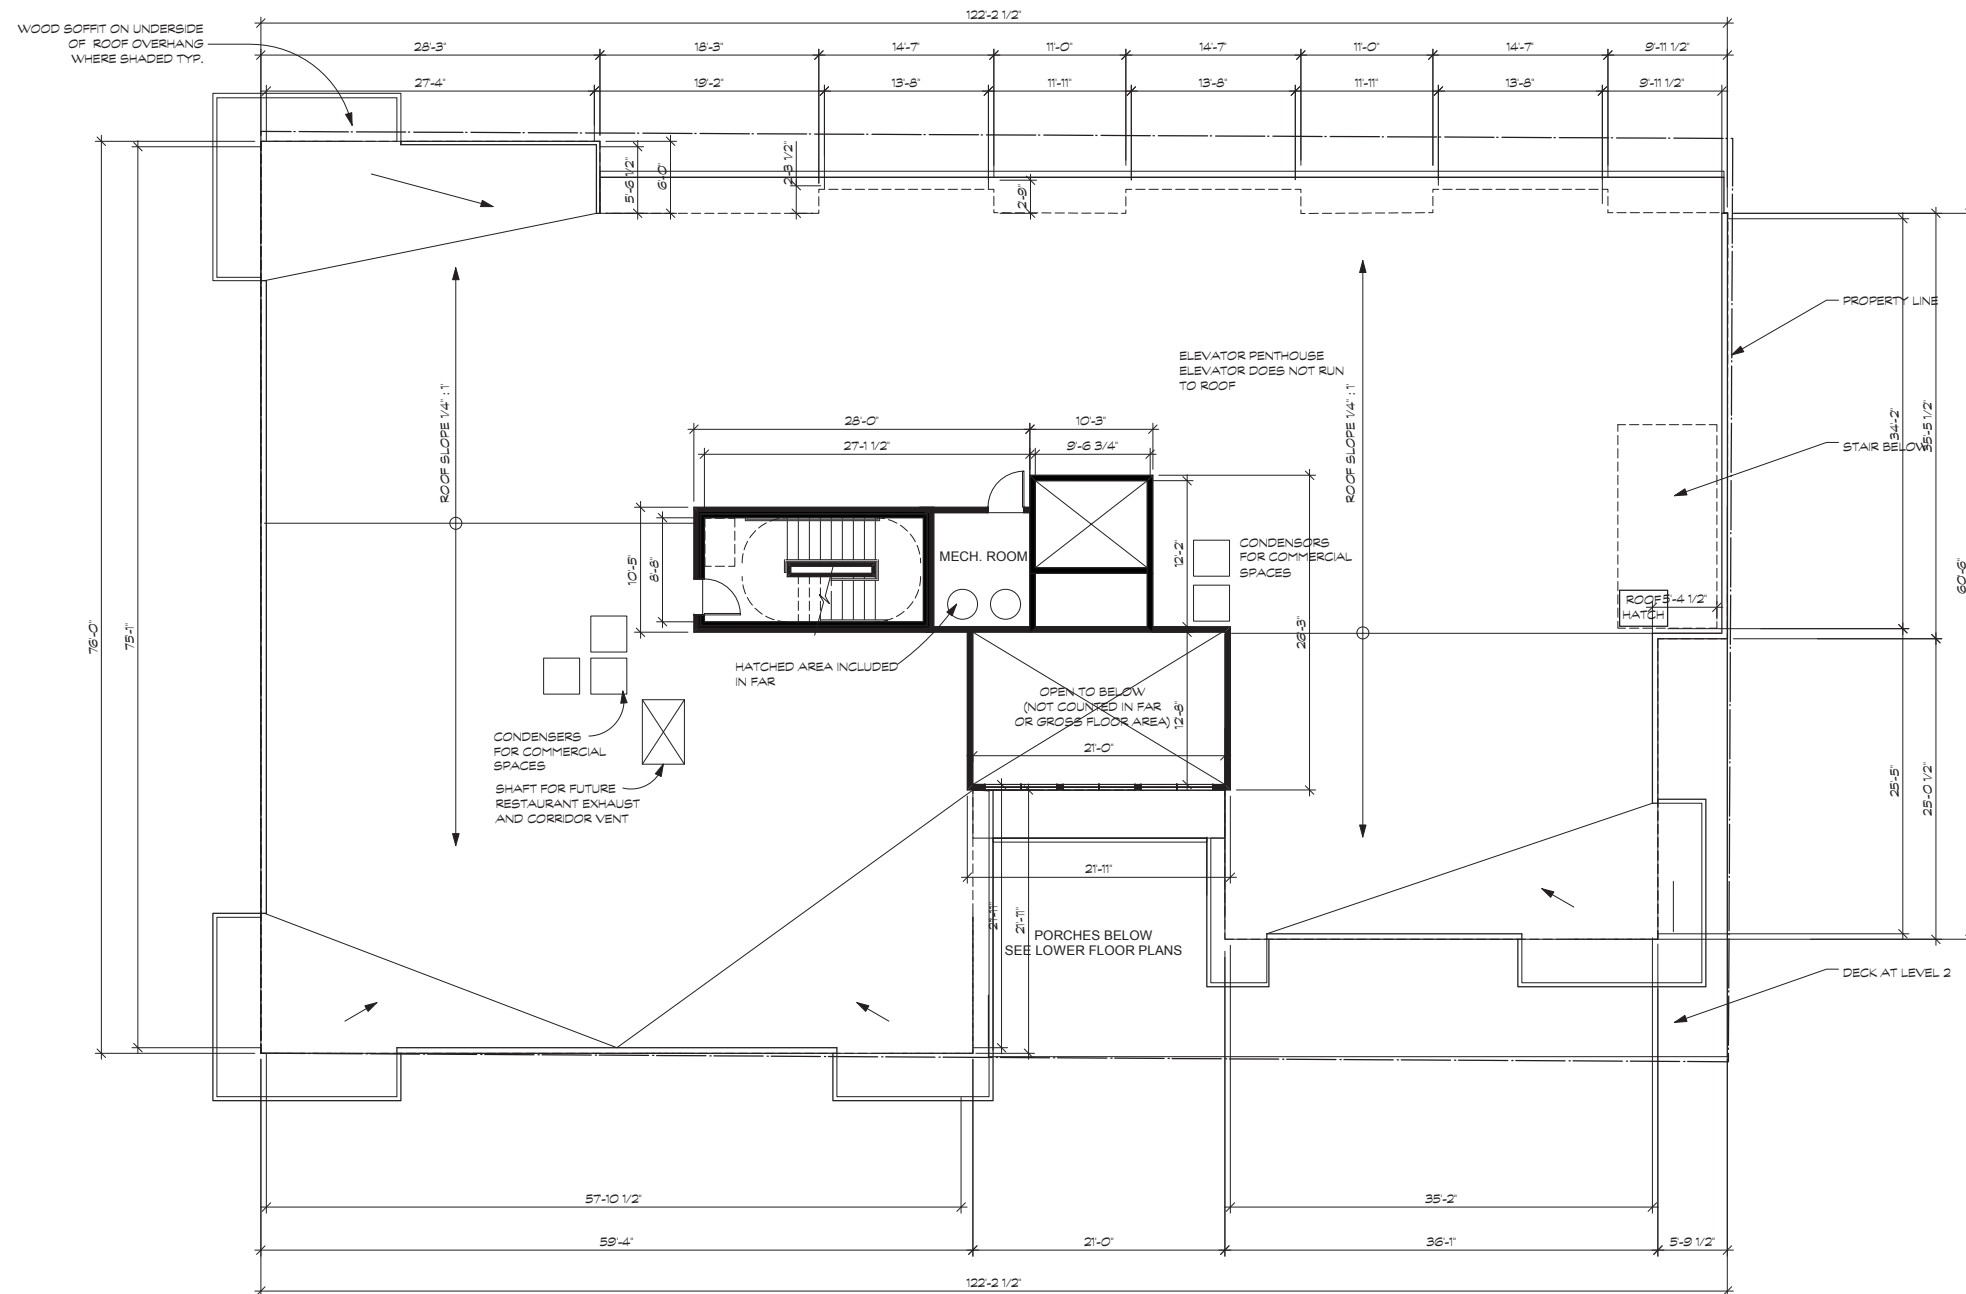 122'-2 1/2"
WOOD SOFFIT ON UNDERSIDE
OF ROOF OVERHANG
WHERE SHADED TYP.
28'-3"
18'-3"
14'-7"
11'-0"
14'-7"
11'-0"
14'-7"
9'-11 1/2"
27'-4"
19'-2"
13'-8"
11'-11"
13'-8"
11'-11"
13'-8"
9'-11 1/2"
5'-6 1/2"
6'-0"
2'-3 1/2"
2'-9"
PROPERTY LINE
ELEVATOR PENTHOUSE
ELEVATOR DOES NOT RUN
TO ROOF
ROOF SLOPE 1/4" : 1'
ROOF SLOPE 1/4" : 1'
34'-2"
35'-5 1/2"
STAIR BELOW
28'-0"
10'-3"
27'-1 1/2"
9'-6 3/4"
MECH. ROOM
CONDENSORS
FOR COMMERCIAL
SPACES
10'-5"
8'-8"
12'-2"
26'-3"
60'-6"
ROOF
HATCH
5'-4 1/2"
76'-0"
75'-1"
HATCHED AREA INCLUDED
IN FAR
OPEN TO BELOW
(NOT COUNTED IN FAR
OR GROSS FLOOR AREA)
12'-8"
21'-0"
CONDENSERS
FOR COMMERCIAL
SPACES
SHAFT FOR FUTURE
RESTAURANT EXHAUST
AND CORRIDOR VENT
25'-5"
25'-0 1/2"
21'-11"
21'-11"
21'-11"
PORCHES BELOW
SEE LOWER FLOOR PLANS
DECK AT LEVEL 2
57'-10 1/2"
35'-2"
59'-4"
21'-0"
36'-1"
5'-9 1/2"
122'-2 1/2"